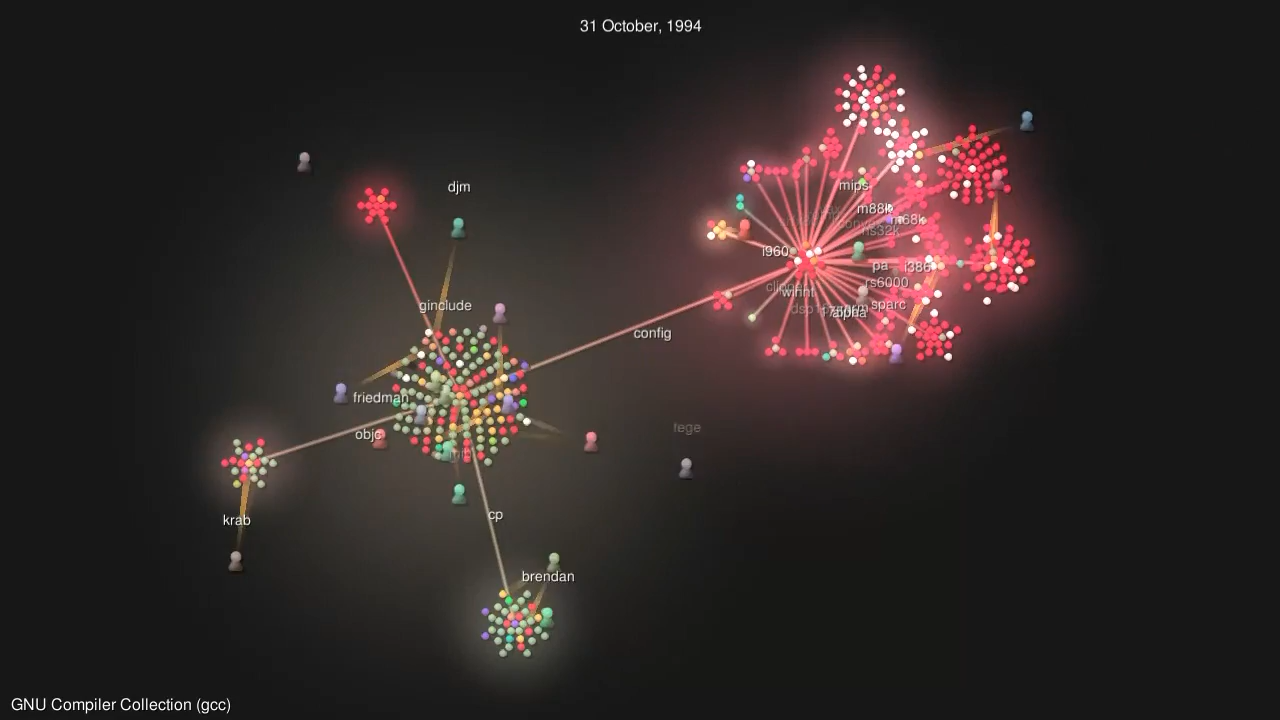 31 October, 1994
djm
mips
m88k
m68k
ns32k
i960
pa
i386
rs6000
clipper
winnt
sparc
alpha
ginclude
config
friedman
objc
fege
cp
krab
brendan
GNU Compiler Collection (gcc)